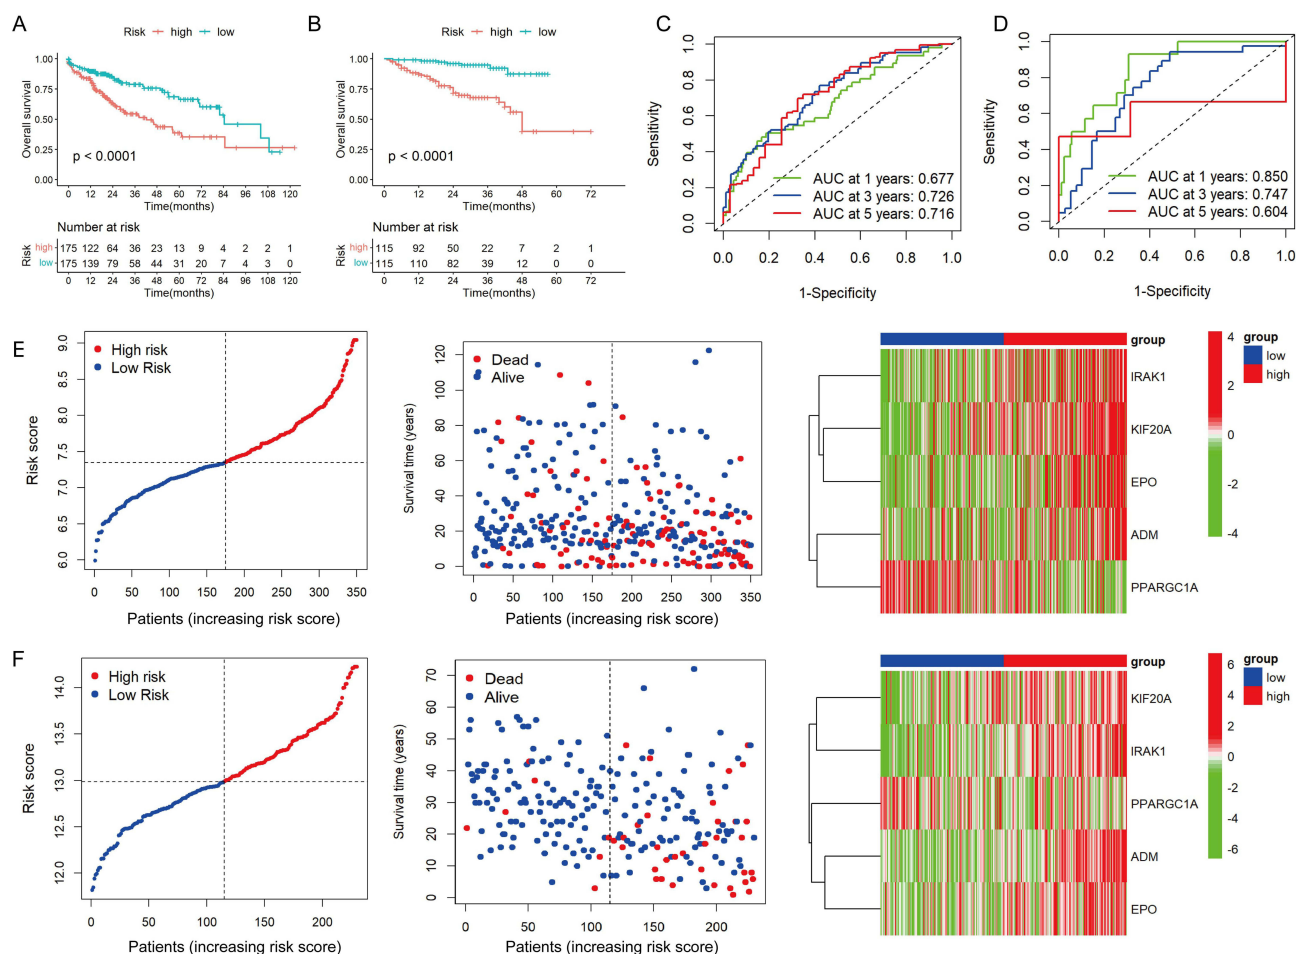 A
Risk high low
Overall survival
1.00
0.75
0.50
0.25
0.00
p < 0.0001
0 12 24 36 48 60 72 84 96 108 120
Time(months)
Number at risk
Risk
high 175 122 64 36 23 13 9 4 2 2 1
low 175 139 79 58 44 31 20 7 4 3 0
0 12 24 36 48 60 72 84 96 108 120
Time(months)
B
Risk high low
Overall survival
1.00
0.75
0.50
0.25
0.00
p < 0.0001
0 12 24 36 48 60 72
Time(months)
Number at risk
Risk
high 115 92 50 22 7 2 1
low 115 110 82 39 12 0 0
0 12 24 36 48 60 72
Time(months)
C
Sensitivity
1.0
0.8
0.6
0.4
0.2
0.0
AUC at 1 years: 0.677
AUC at 3 years: 0.726
AUC at 5 years: 0.716
0.0 0.2 0.4 0.6 0.8 1.0
1-Specificity
D
Sensitivity
1.0
0.8
0.6
0.4
0.2
0.0
AUC at 1 years: 0.850
AUC at 3 years: 0.747
AUC at 5 years: 0.604
0.0 0.2 0.4 0.6 0.8 1.0
1-Specificity
E
Risk score
9.0
8.5
8.0
7.5
7.0
6.5
6.0
High risk
Low Risk
0 50 100 150 200 250 300 350
Patients (increasing risk score)
Survival time (years)
120
100
80
60
40
20
0
Dead
Alive
0 50 100 150 200 250 300 350
Patients (increasing risk score)
group
IRAK1
KIF20A
EPO
ADM
PPARGC1A
4
2
0
-2
-4
group
low
high
F
Risk score
14.0
13.5
13.0
12.5
12.0
High risk
Low Risk
0 50 100 150 200
Patients (increasing risk score)
Survival time (years)
70
60
50
40
30
20
10
0
Dead
Alive
0 50 100 150 200
Patients (increasing risk score)
group
KIF20A
IRAK1
PPARGC1A
ADM
EPO
6
4
2
0
-2
-4
-6
group
low
high